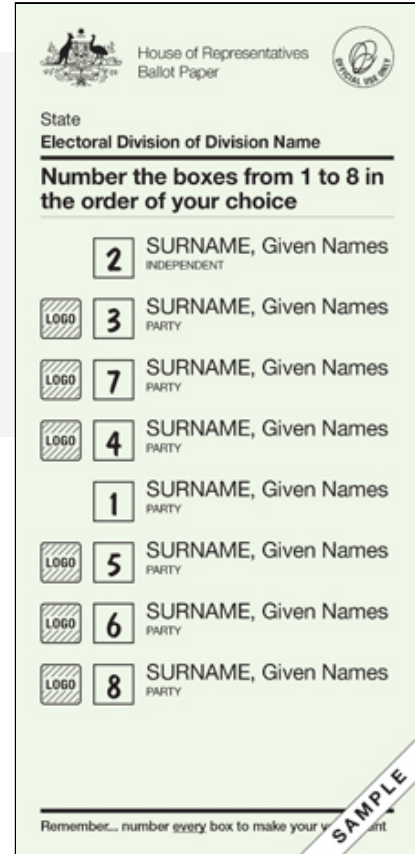 House of Representatives
Ballot Paper
OFFICIAL USE ONLY
State
Electoral Division of Division Name
Number the boxes from 1 to 8 in
the order of your choice
2 SURNAME, Given Names
INDEPENDENT
LOGO 3 SURNAME, Given Names
PARTY
LOGO 7 SURNAME, Given Names
PARTY
LOGO 4 SURNAME, Given Names
PARTY
1 SURNAME, Given Names
PARTY
LOGO 5 SURNAME, Given Names
PARTY
LOGO 6 SURNAME, Given Names
PARTY
LOGO 8 SURNAME, Given Names
PARTY
Remember... number every box to make your
SAMPLE